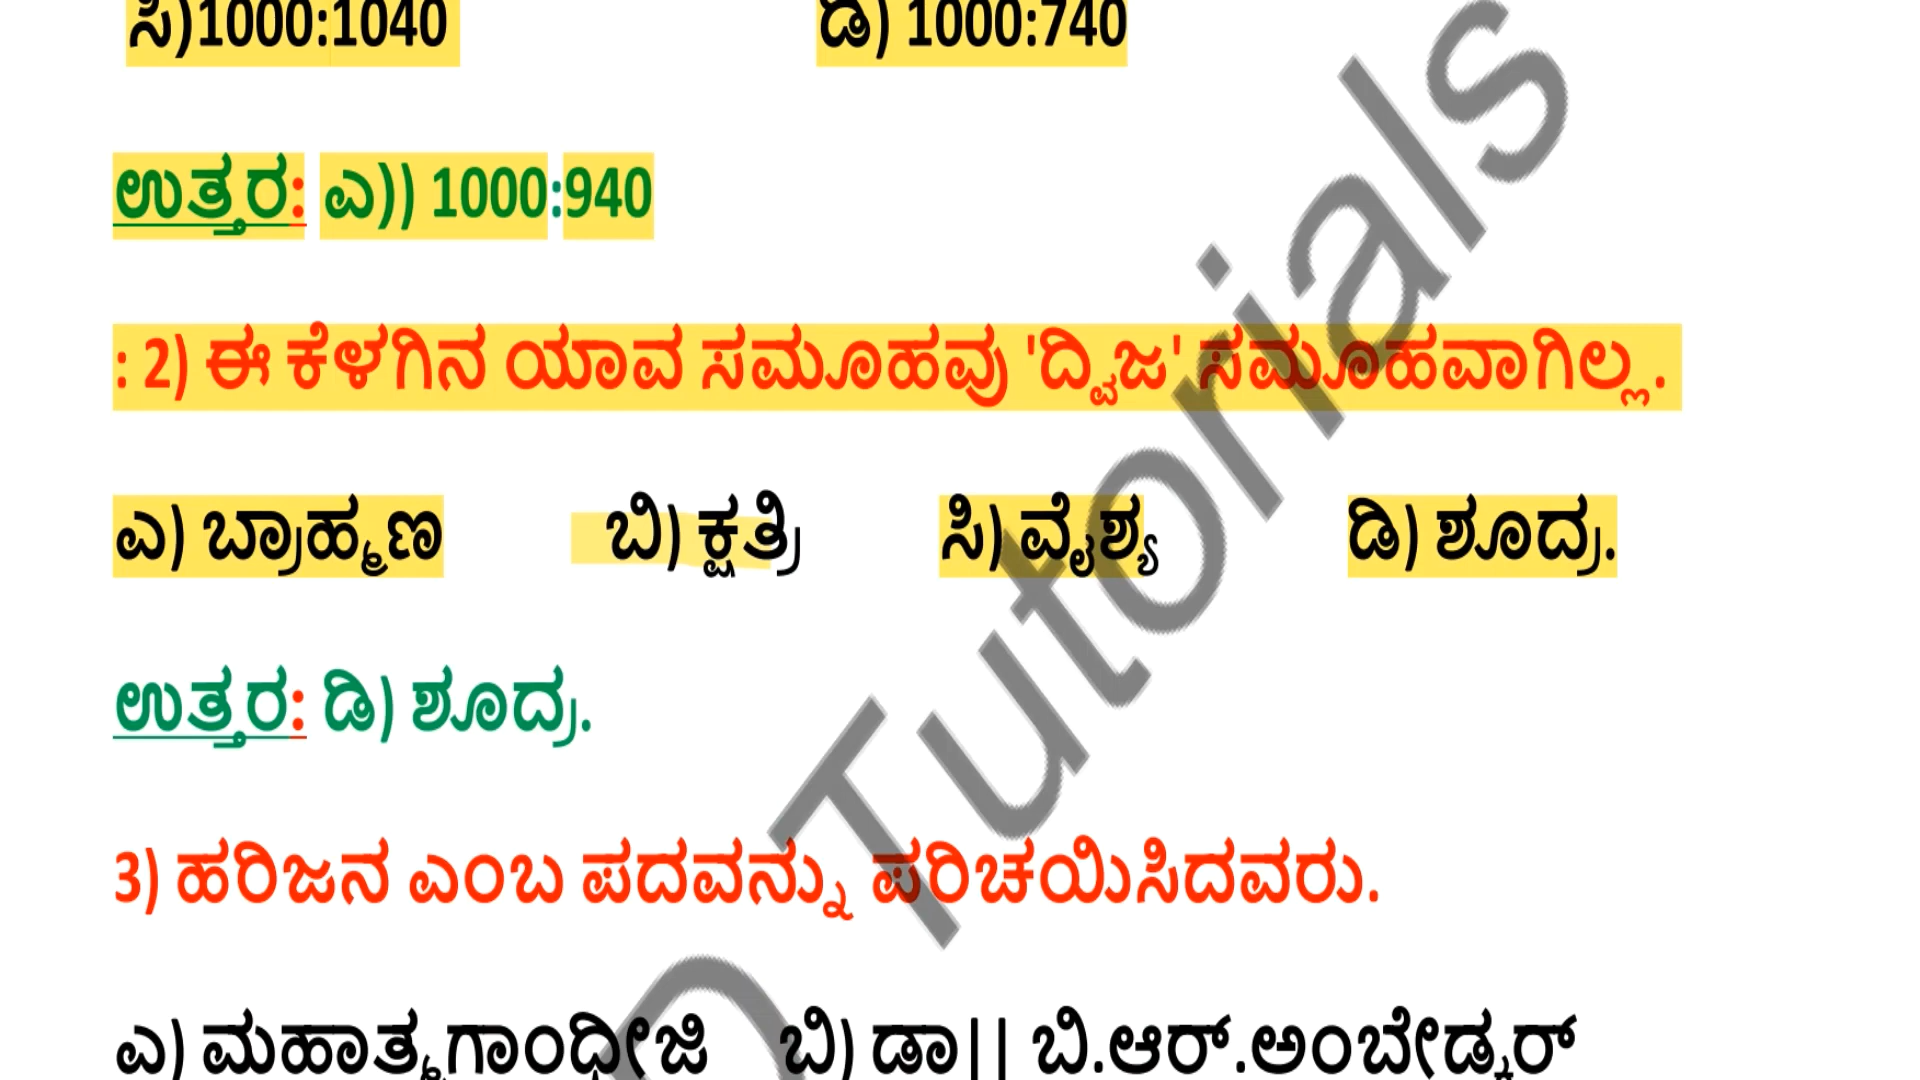 ಸಿ)1000:1040 ಡಿ) 1000:740
ಉತ್ತರ: ಎ)) 1000:940
: 2) ಈ ಕೆಳಗಿನ ಯಾವ ಸಮೂಹವು 'ದ್ವಿಜ' ಸಮೂಹವಾಗಿಲ್ಲ.
ಎ) ಬ್ರಾಹ್ಮಣ ಬಿ) ಕ್ಷತ್ರಿ ಸಿ) ವೈಶ್ಯ ಡಿ) ಶೂದ್ರ.
ಉತ್ತರ: ಡಿ) ಶೂದ್ರ.
3) ಹರಿಜನ ಎಂಬ ಪದವನ್ನು ಪರಿಚಯಿಸಿದವರು.
ಎ) ಮಹಾತ್ಮಗಾಂಧೀಜಿ ಬಿ) ಡಾ|| ಬಿ.ಆರ್.ಅಂಬೇಡ್ಕರ್
Tutorials